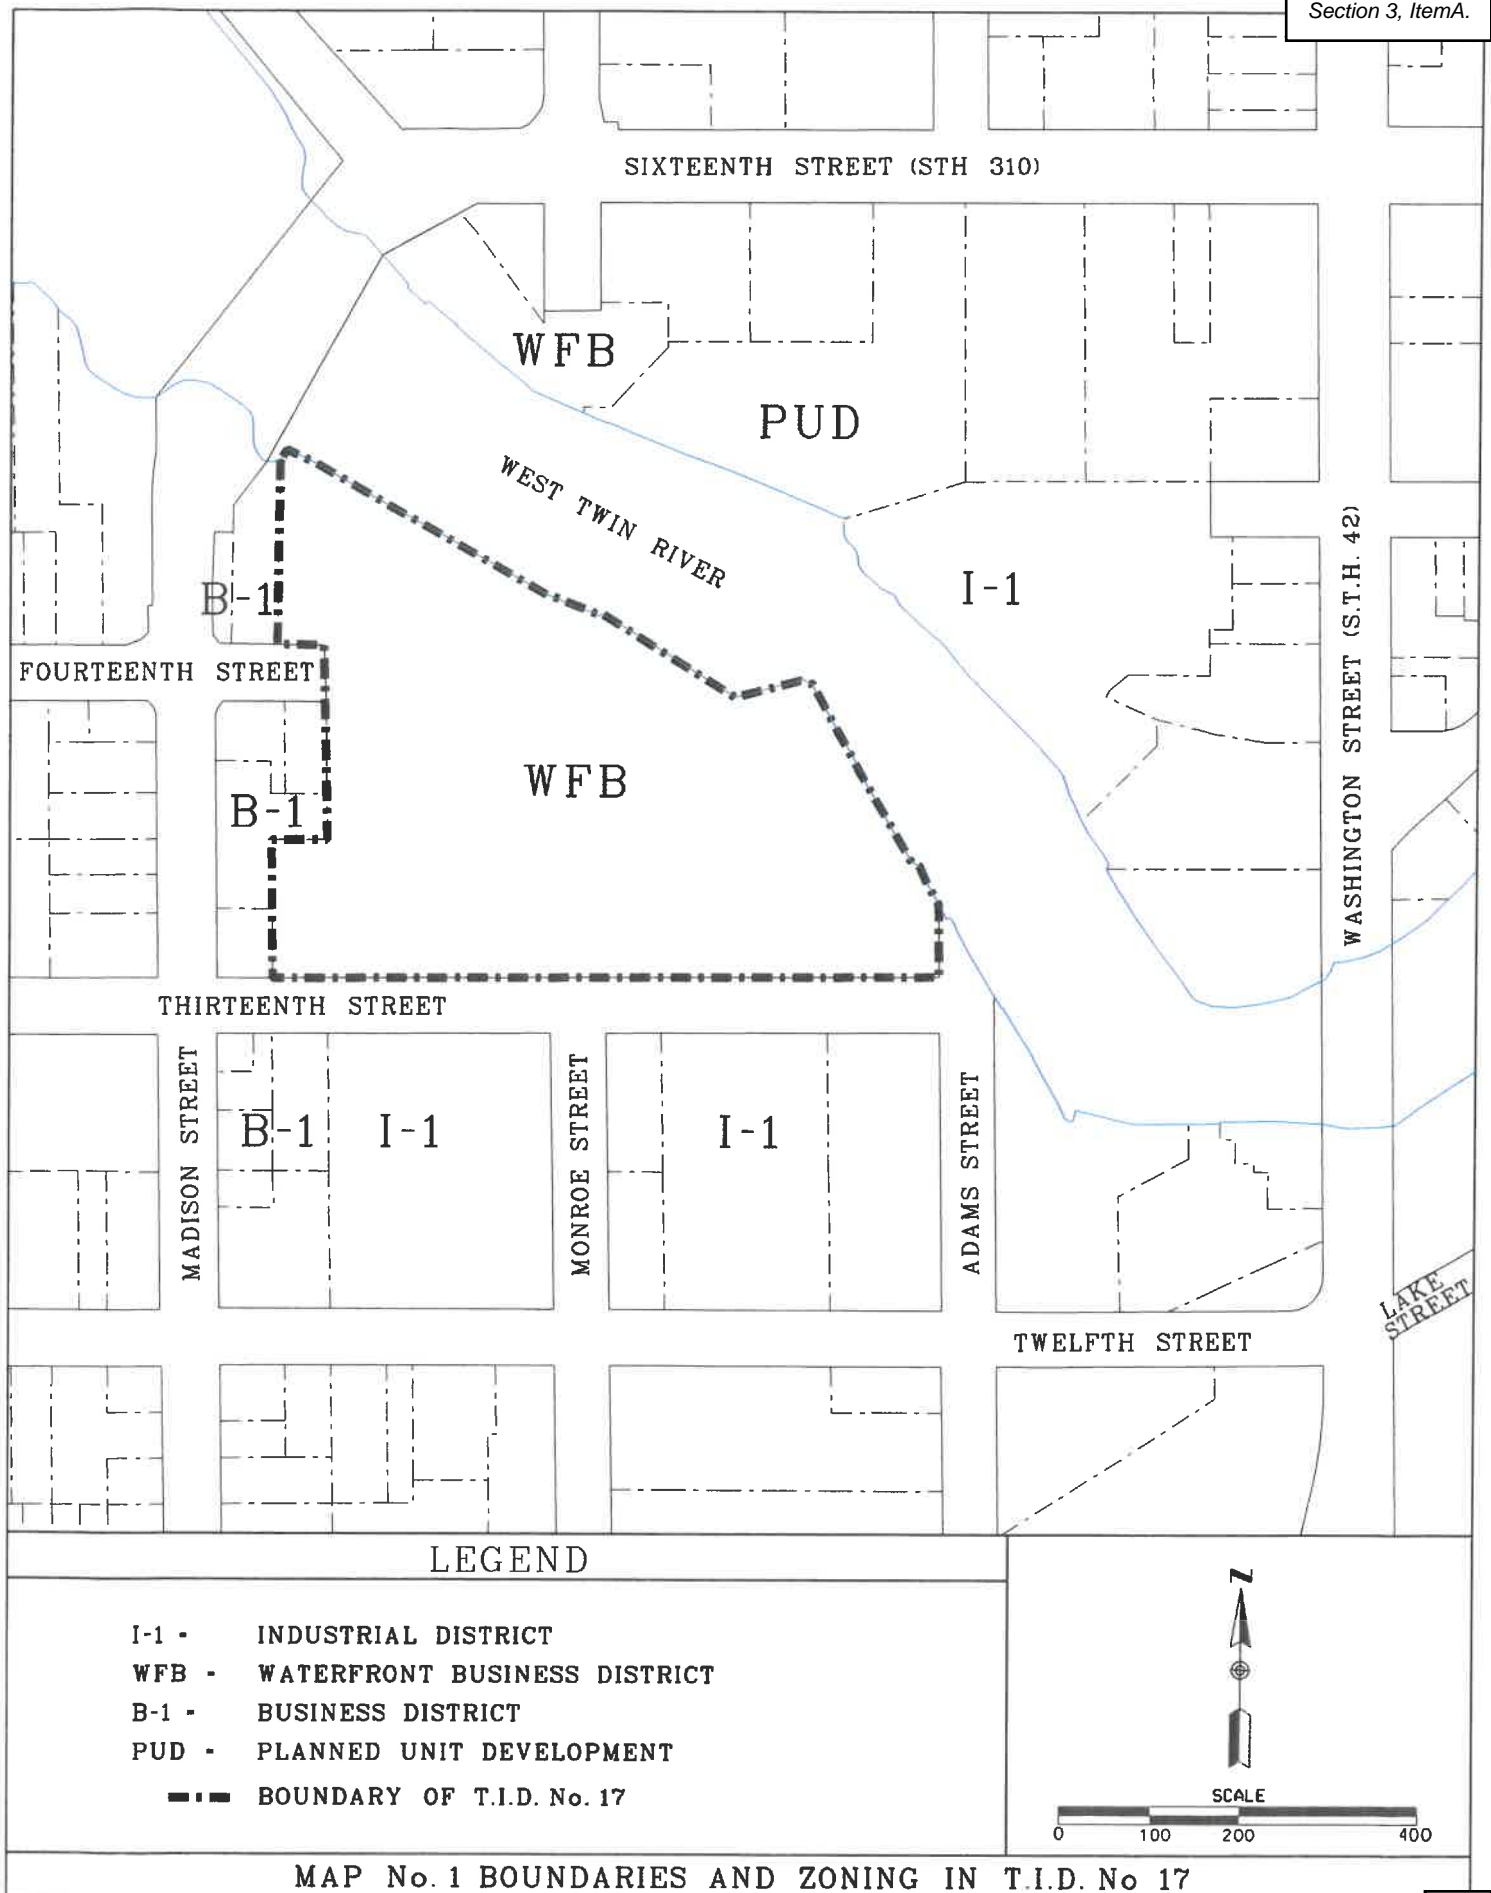 Section 3, ItemA.
SIXTEENTH STREET (STH 310)
WFB
PUD
WEST TWIN RIVER
I-1
B-1
WASHINGTON STREET (S.T.H. 42)
FOURTEENTH STREET
WFB
B-1
THIRTEENTH STREET
MADISON STREET
B-1
I-1
MONROE STREET
I-1
ADAMS STREET
LAKE
STREET
TWELFTH STREET
LEGEND
I-1 - INDUSTRIAL DISTRICT
WFB - WATERFRONT BUSINESS DISTRICT
B-1 - BUSINESS DISTRICT
PUD - PLANNED UNIT DEVELOPMENT
BOUNDARY OF T.I.D. No. 17
N
SCALE
0 100 200 400
MAP No. 1 BOUNDARIES AND ZONING IN T.I.D. No 17